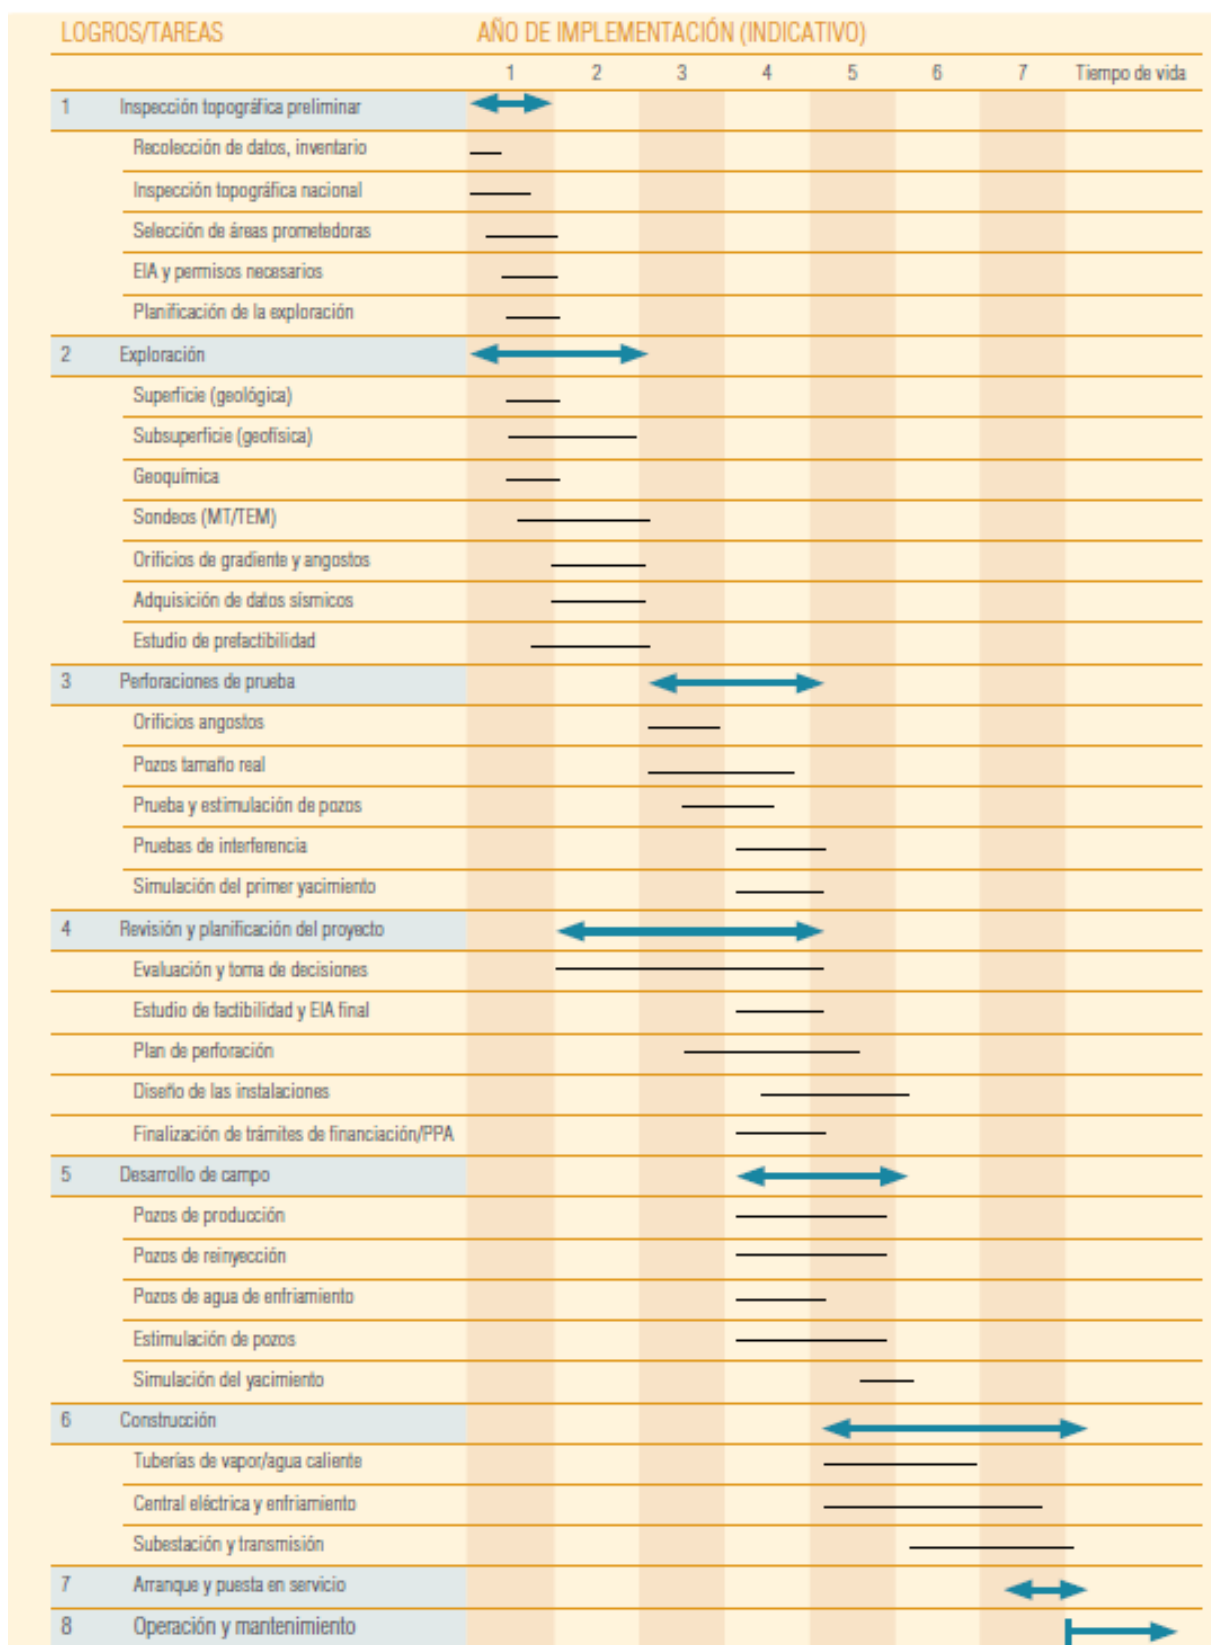 LOGROS/TAREAS AÑO DE IMPLEMENTACIÓN (INDICATIVO)
1 2 3 4 5 6 7 Tiempo de vida
1 Inspección topográfica preliminar
Recolección de datos, inventario
Inspección topográfica nacional
Selección de áreas prometedoras
EIA y permisos necesarios
Planificación de la exploración
2 Exploración
Superficie (geológica)
Subsuperficie (geofísica)
Geoquímica
Sondeos (MT/TEM)
Orificios de gradiente y angostos
Adquisición de datos sísmicos
Estudio de prefactibilidad
3 Perforaciones de prueba
Orificios angostos
Pozos tamaño real
Prueba y estimulación de pozos
Pruebas de interferencia
Simulación del primer yacimiento
4 Revisión y planificación del proyecto
Evaluación y toma de decisiones
Estudio de factibilidad y EIA final
Plan de perforación
Diseño de las instalaciones
Finalización de trámites de financiación/PPA
5 Desarrollo de campo
Pozos de producción
Pozos de reinyección
Pozos de agua de enfriamiento
Estimulación de pozos
Simulación del yacimiento
6 Construcción
Tuberías de vapor/agua caliente
Central eléctrica y enfriamiento
Subestación y transmisión
7 Arranque y puesta en servicio
8 Operación y mantenimiento